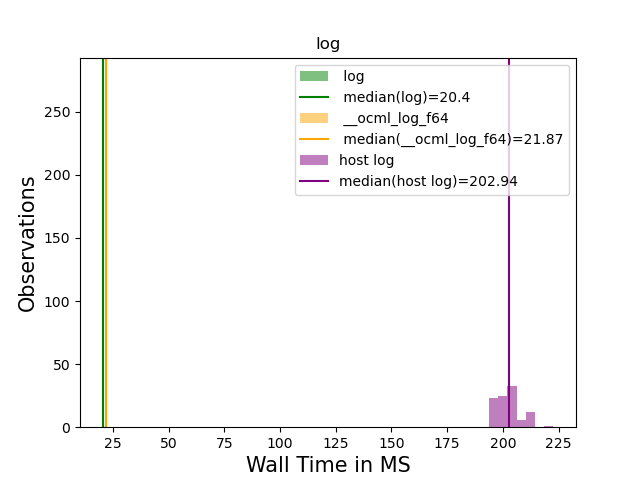 log
log
median(log)=20.4
__ocml_log_f64
median(__ocml_log_f64)=21.87
host log
median(host log)=202.94
Observations
250
200
150
100
50
0
25 50 75 100 125 150 175 200 225
Wall Time in MS